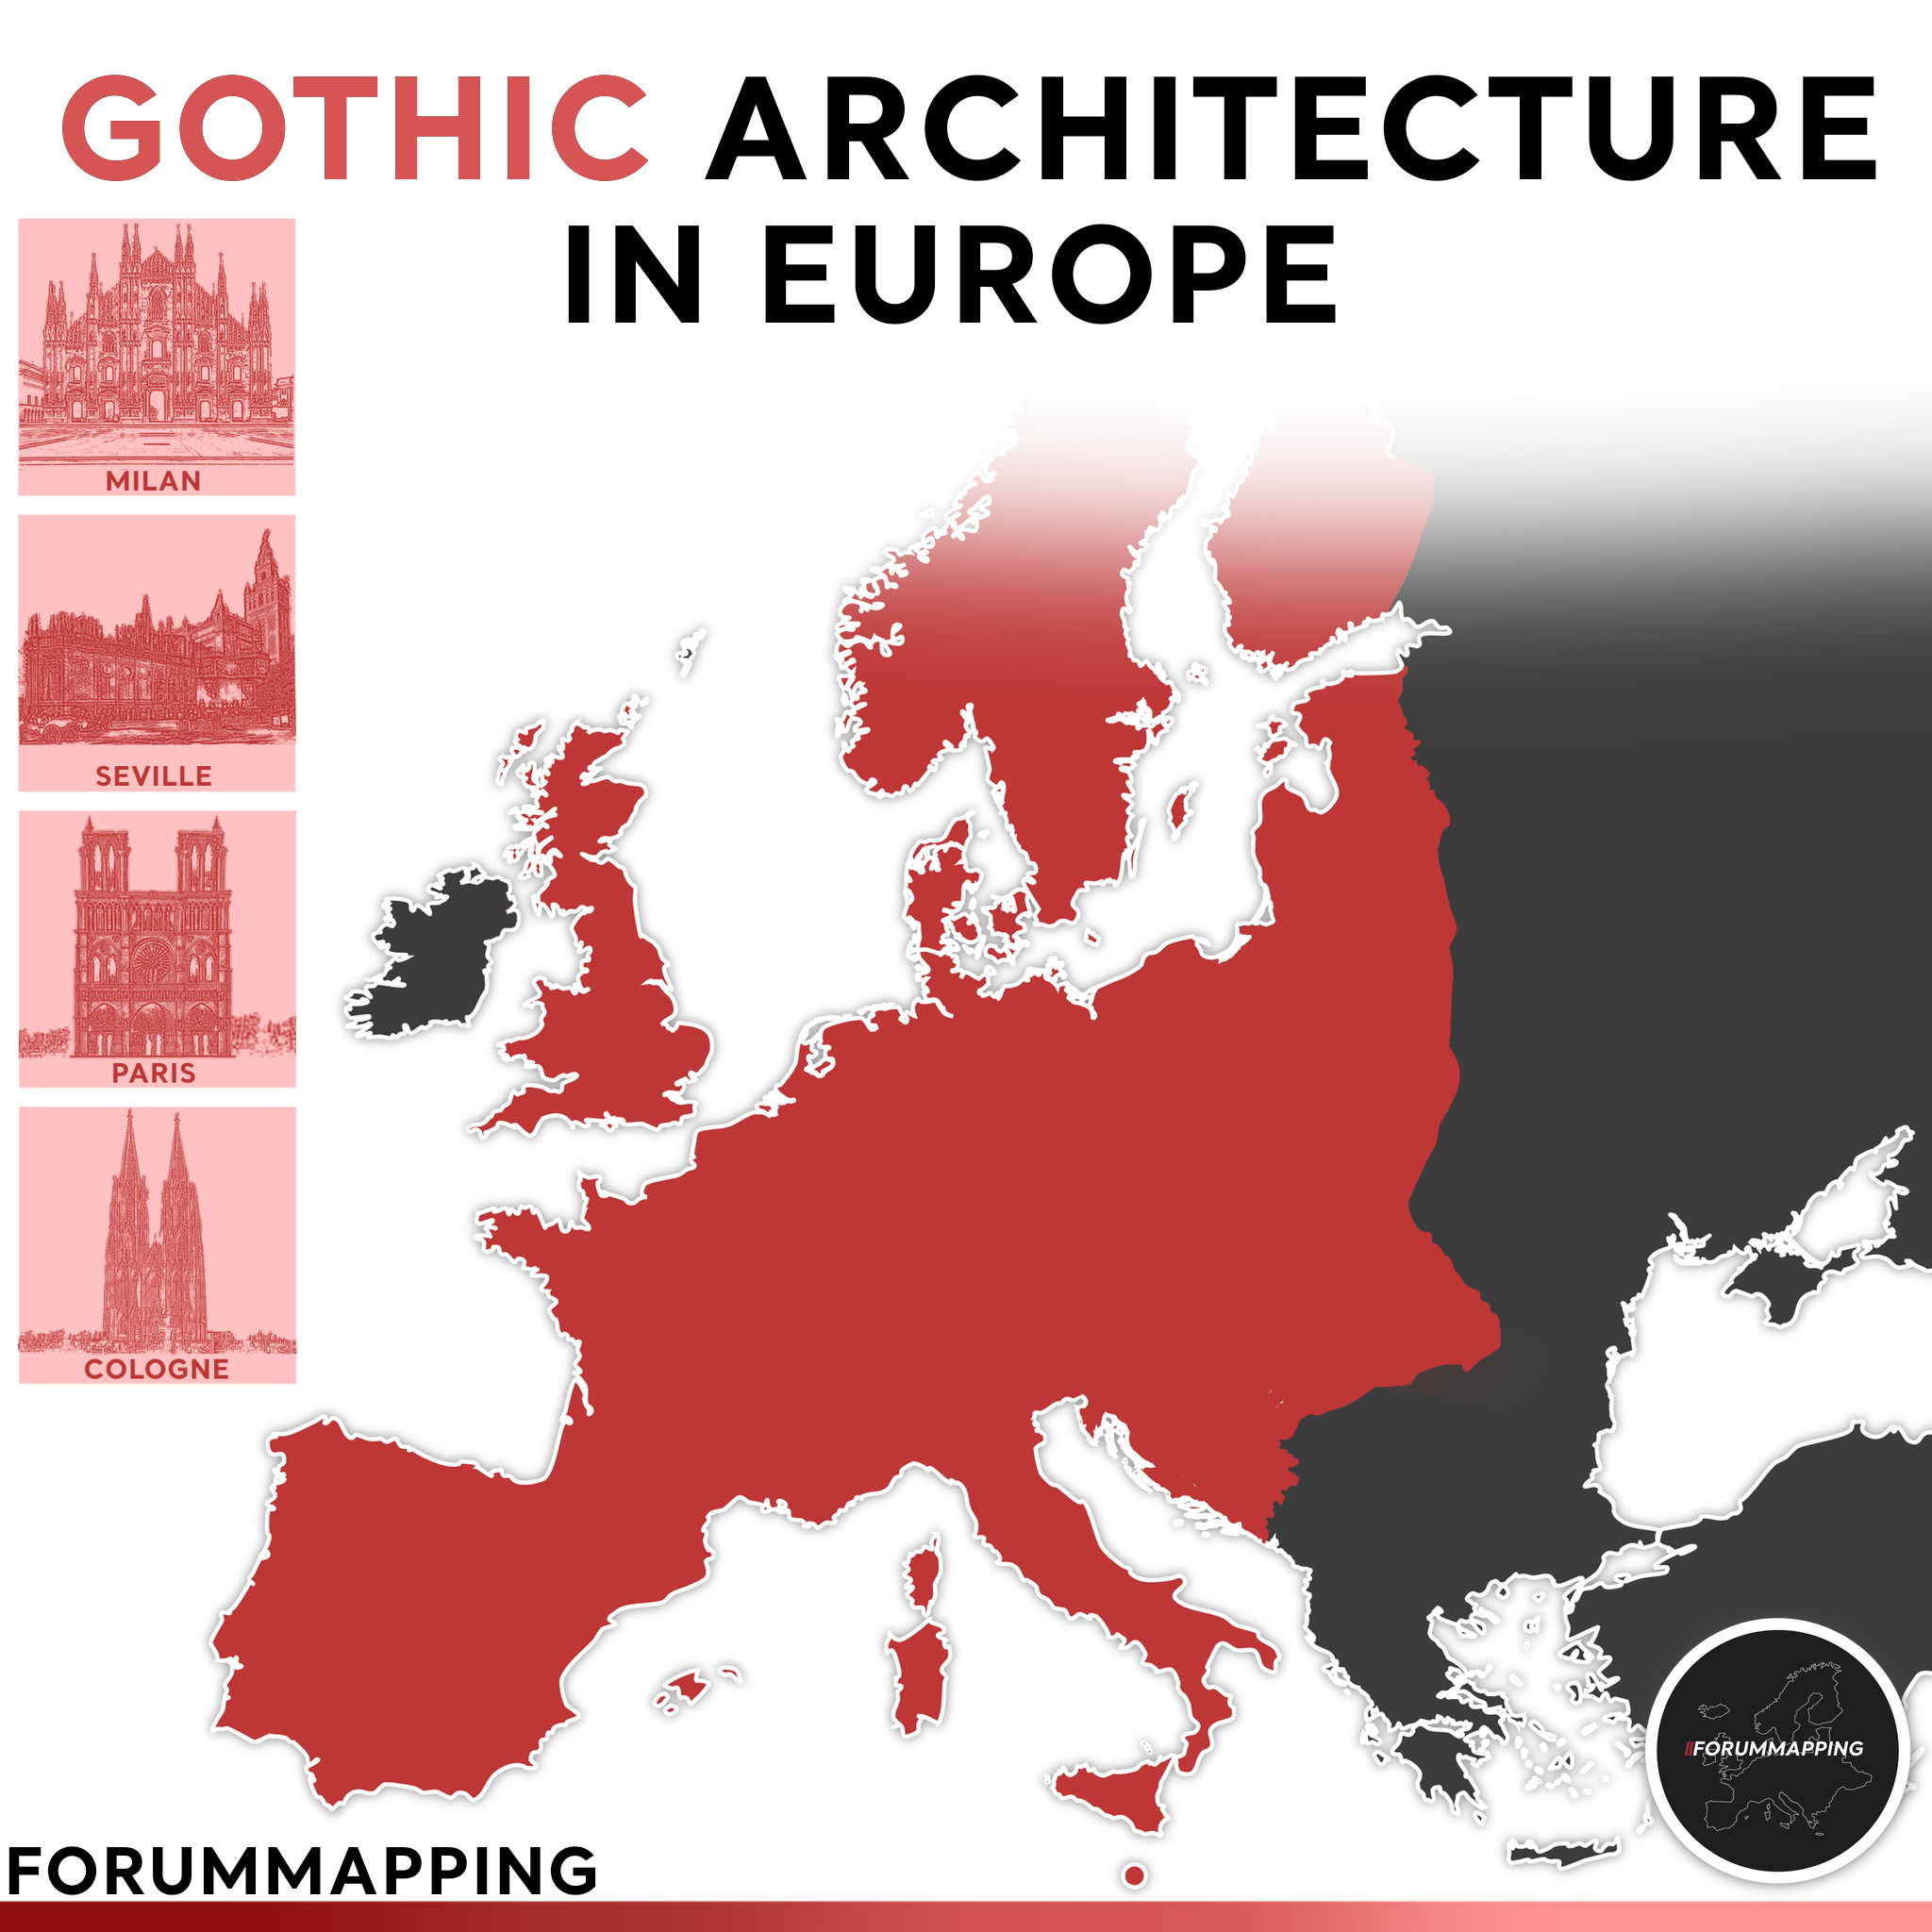 GOTHIC ARCHITECTURE
IN EUROPE
MILAN
SEVILLE
PARIS
COLOGNE
//FORUMMAPPING
FORUMMAPPING